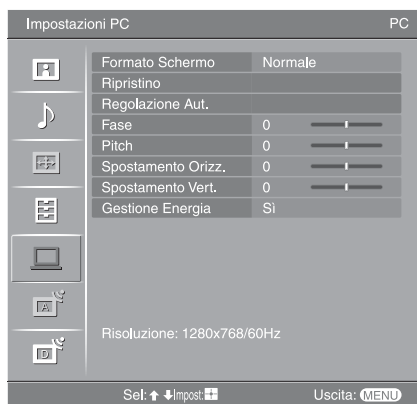 Impostazioni PC PC
Formato Schermo Normale
Ripristino
Regolazione Aut.
Fase 0
Pitch 0
Spostamento Orizz. 0
Spostamento Vert. 0
Gestione Energia Sì
A
D
Risoluzione: 1280x768/60Hz
Sel: Impost: Uscita: MENU